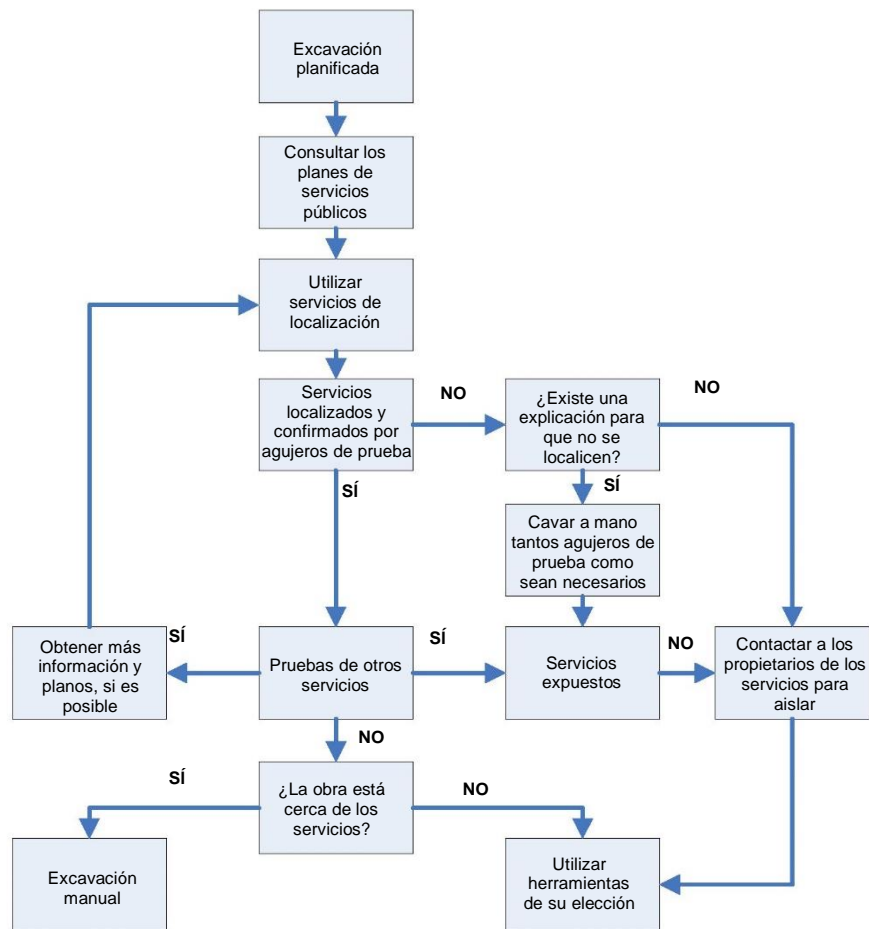 Excavación
planificada
Consultar los
planes de
servicios
públicos
Utilizar
servicios de
localización
Servicios
localizados y
confirmados por
agujeros de prueba
NO
¿Existe una
explicación para
que no se
localicen?
NO
SÍ
SÍ
Cavar a mano
tantos agujeros de
prueba como
sean necesarios
Obtener más
información y
planos, si es
posible
SÍ
Pruebas de otros
servicios
SÍ
Servicios
expuestos
NO
Contactar a los
propietarios de los
servicios para
aislar
NO
SÍ
¿La obra está
cerca de los
servicios?
NO
Excavación
manual
Utilizar
herramientas
de su elección